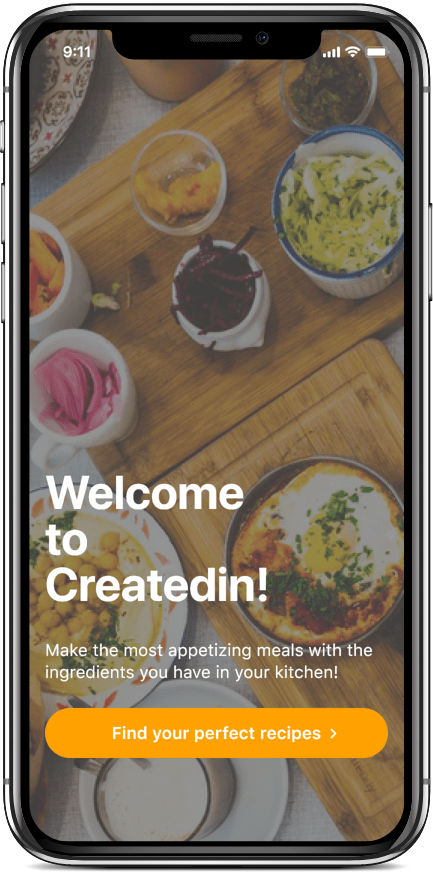 9:11
Welcome
to
Createdin!
Make the most appetizing meals with the
ingredients you have in your kitchen!
Find your perfect recipes >